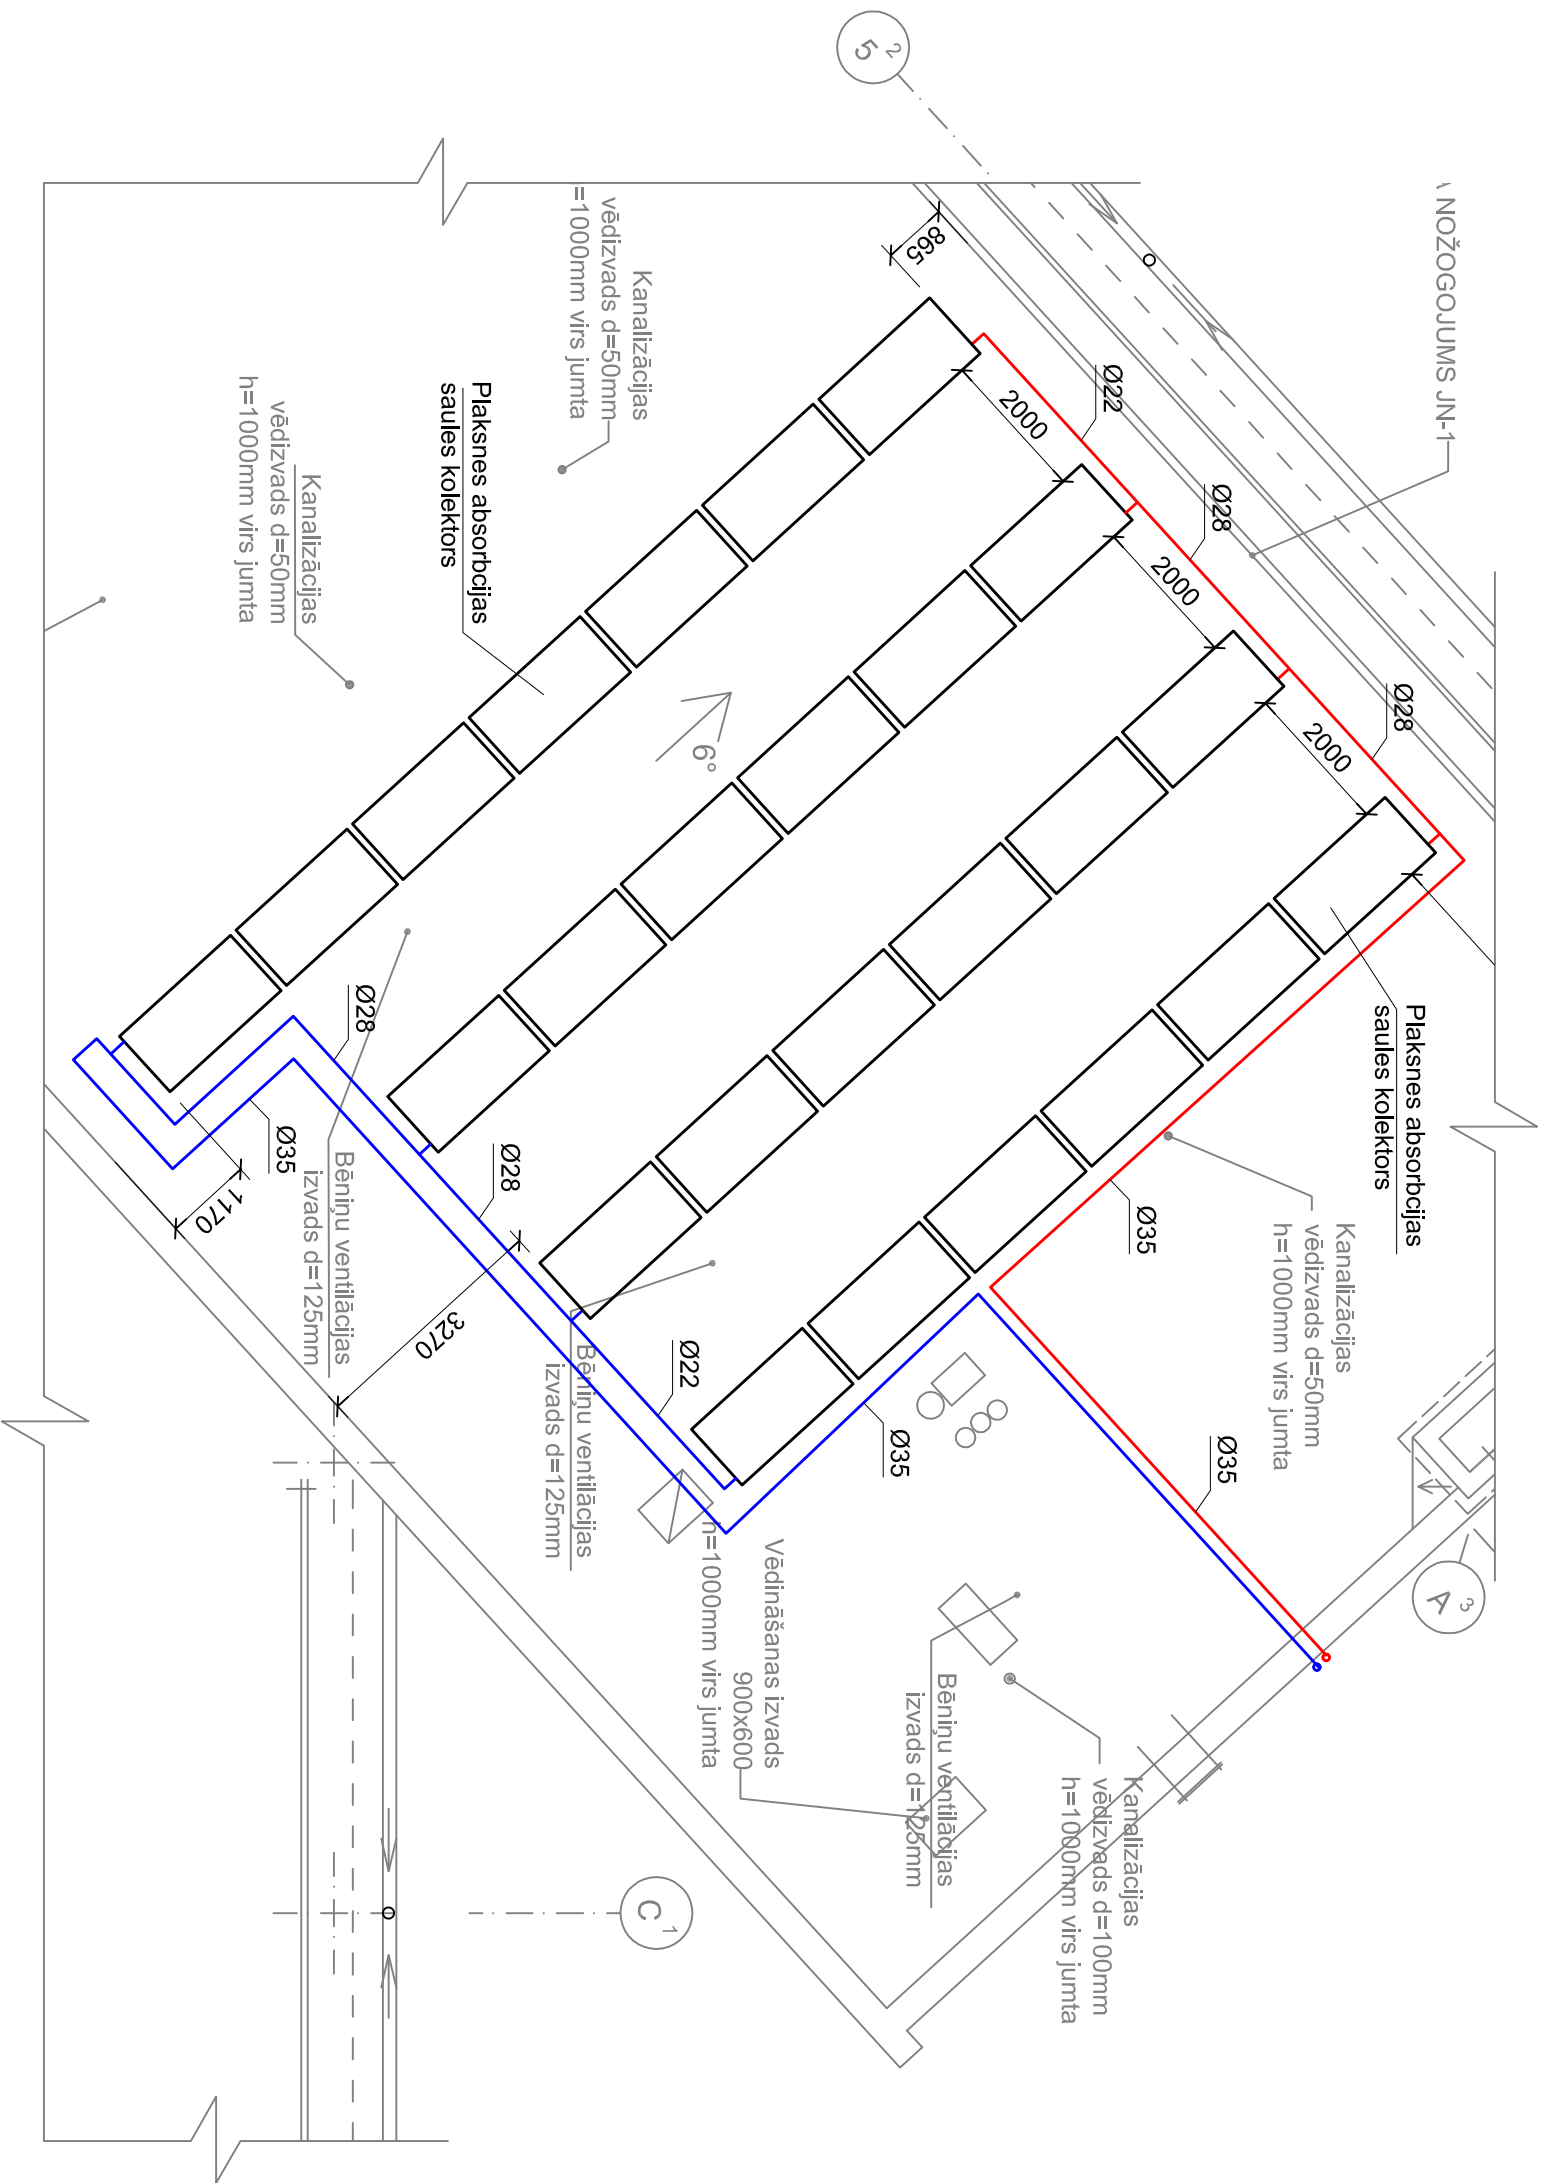 A NOŽOGOJUMS JN-1
5 2
865
2000
2000
2000
Ø22
Ø28
Ø28
Kanalizācijas
vēdizvads d=50mm
=1000mm virs jumta
Plaksnes absorbcijas
saules kolektors
Kanalizācijas
vēdizvads d=50mm
h=1000mm virs jumta
6°
Plaksnes absorbcijas
saules kolektors
Kanalizācijas
vēdizvads d=50mm
h=1000mm virs jumta
Ø35
Ø35
Ø28
Ø35
Ø28
Ø22
Ø35
1170
3270
Bēniņu ventilācijas
izvads d=125mm
Bēniņu ventilācijas
izvads d=125mm
Vēdināšanas izvads
900x600
h=1000mm virs jumta
Bēniņu ventilācijas
izvads d=125mm
Kanalizācijas
vēdizvads d=100mm
h=1000mm virs jumta
A 3
C 1